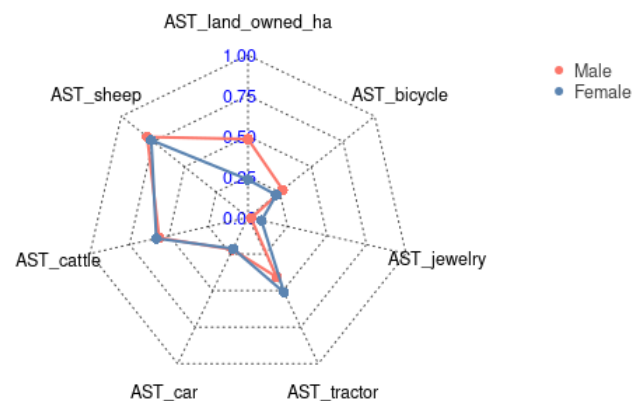 AST_land_owned_ha
1.00
Male
AST_sheep
0.75
AST_bicycle
Female
0.50
0.25
0.00
AST_cattle
AST_jewelry
AST_car
AST_tractor